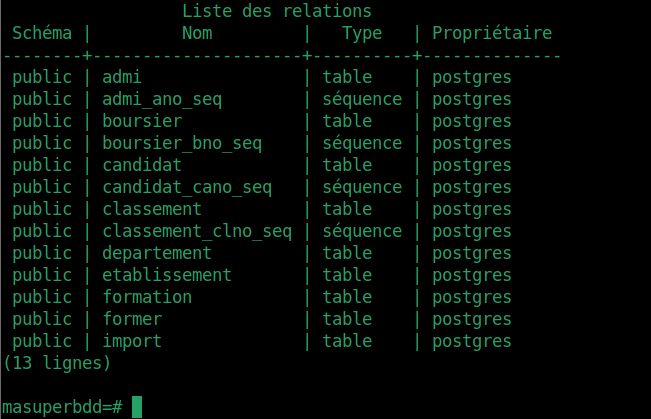 Liste des relations
Schéma | Nom | Type | Propriétaire
--------+---------------------+----------+--------------
public | admi | table | postgres
public | admi_ano_seq | séquence | postgres
public | boursier | table | postgres
public | boursier_bno_seq | séquence | postgres
public | candidat | table | postgres
public | candidat_cano_seq | séquence | postgres
public | classement | table | postgres
public | classement_clno_seq | séquence | postgres
public | departement | table | postgres
public | etablissement | table | postgres
public | formation | table | postgres
public | former | table | postgres
public | import | table | postgres
(13 lignes)
masuperbdd=#